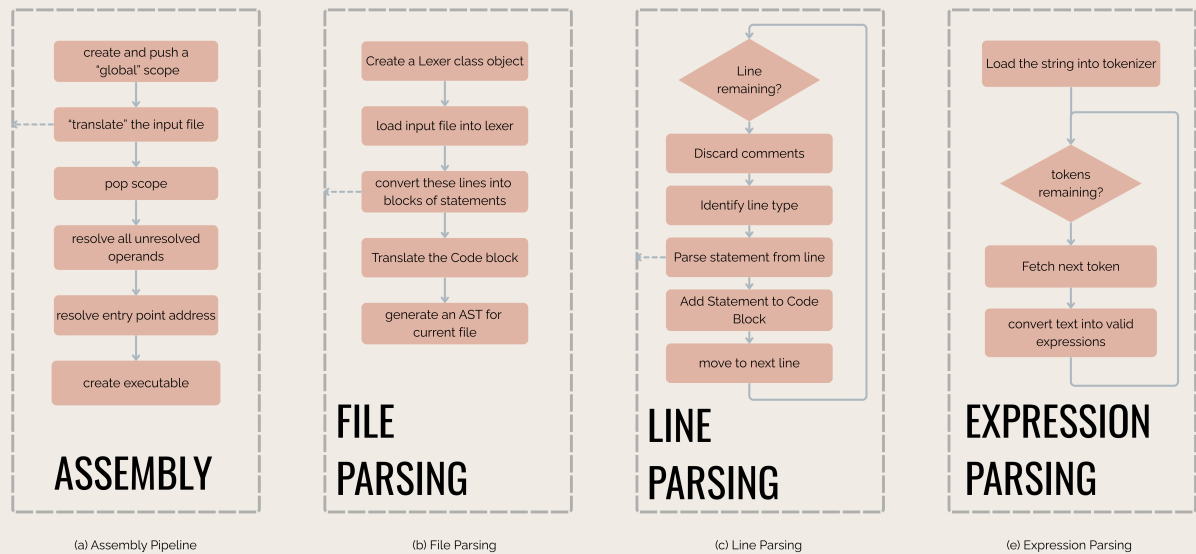 create and push a
“global” scope
“translate” the input file
pop scope
resolve all unresolved
operands
resolve entry point address
create executable
ASSEMBLY
(a) Assembly Pipeline
Create a Lexer class object
load input file into lexer
convert these lines into
blocks of statements
Translate the Code block
generate an AST for
current file
FILE
PARSING
(b) File Parsing
Line
remaining?
Discard comments
Identify line type
Parse statement from line
Add Statement to Code
Block
move to next line
LINE
PARSING
(c) Line Parsing
Load the string into tokenizer
tokens
remaining?
Fetch next token
convert text into valid
expressions
EXPRESSION
PARSING
(e) Expression Parsing